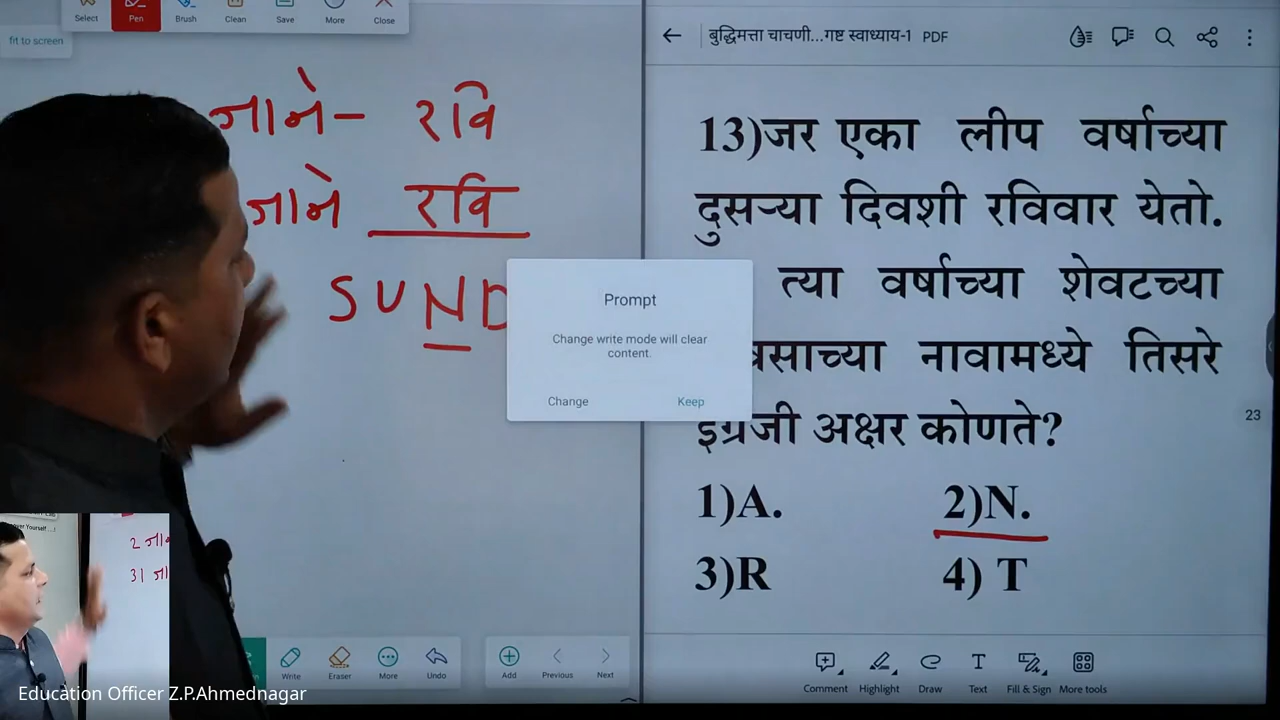 Select Pen Brush Clean Save More Close
fit to screen
जाने- रवि
जाने रवि
SUND
Prompt
Change write mode will clear
content.
Change Keep
Write Eraser More Undo Add Previous Next
बुद्धिमत्ता चाचणी...गष्ट स्वाध्याय-1 PDF
13)जर एका लीप वर्षाच्या
दुसऱ्या दिवशी रविवार येतो.
त्या वर्षाच्या शेवटच्या
साच्या नावामध्ये तिसरे
इंग्रजी अक्षर कोणते?
1)A. 2)N.
3)R 4) T
23
Comment Highlight Draw Text Fill & Sign More tools
2 जाने
31 जा
Education Officer Z.P.Ahmednagar